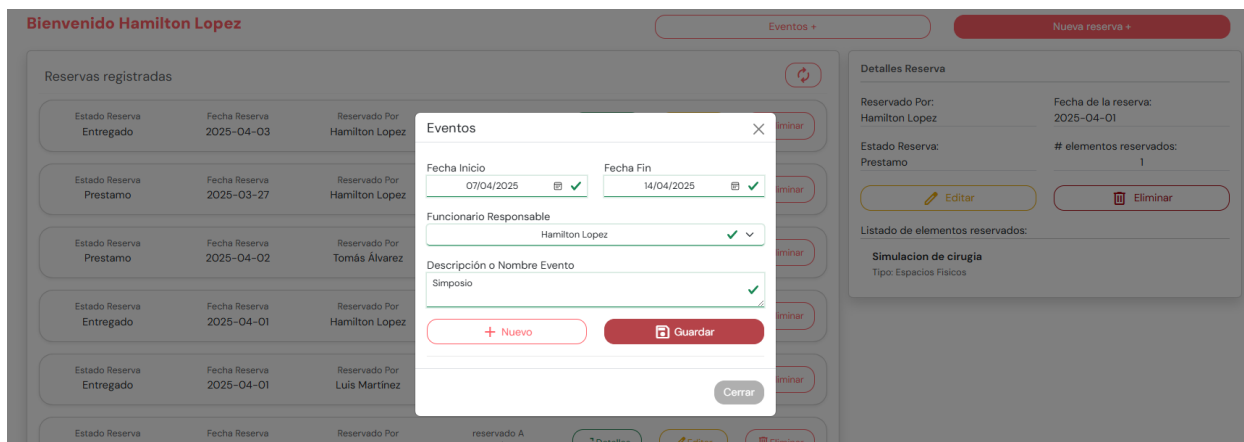 Bienvenido Hamilton Lopez
Eventos +
Nueva reserva +
Reservas registradas
Estado Reserva Fecha Reserva Reservado Por
Entregado 2025-04-03 Hamilton Lopez
Estado Reserva Fecha Reserva Reservado Por
Prestamo 2025-03-27 Hamilton Lopez
Estado Reserva Fecha Reserva Reservado Por
Prestamo 2025-04-02 Tomás Álvarez
Estado Reserva Fecha Reserva Reservado Por
Entregado 2025-04-01 Hamilton Lopez
Estado Reserva Fecha Reserva Reservado Por
Entregado 2025-04-01 Luis Martínez
Estado Reserva Fecha Reserva Reservado Por reservado A
Detalles Editar Eliminar
Eventos
Fecha Inicio Fecha Fin
07/04/2025 14/04/2025
Funcionario Responsable
Hamilton Lopez
Descripción o Nombre Evento
Simposio
+ Nuevo Guardar
Cerrar
Detalles Reserva
Reservado Por: Fecha de la reserva:
Hamilton Lopez 2025-04-01
Estado Reserva: # elementos reservados:
Prestamo 1
Editar Eliminar
Listado de elementos reservados:
Simulacion de cirugia
Tipo: Espacios Fisicos